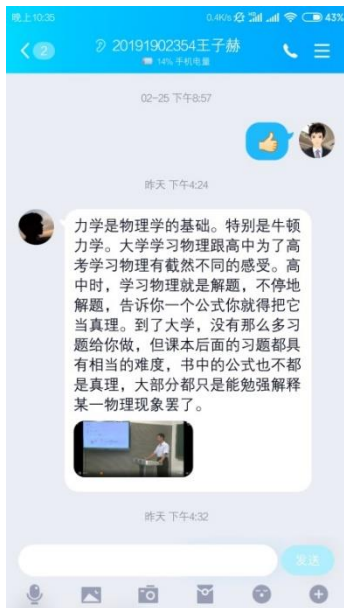 晚上10:35
0.4K/s
43%
2
20191902354王子赫
14% 手机电量
02-25 下午8:57
昨天 下午4:24
力学是物理学的基础。特别是牛顿
力学。大学学习物理跟高中为了高
考学习物理有截然不同的感受。高
中时，学习物理就是解题，不停地
解题，告诉你一个公式你就得把它
当真理。到了大学，没有那么多习
题给你做，但课本后面的习题都具
有相当的难度，书中的公式也不都
是真理，大部分都只是能勉强解释
某一物理现象罢了。
昨天 下午4:32
发送